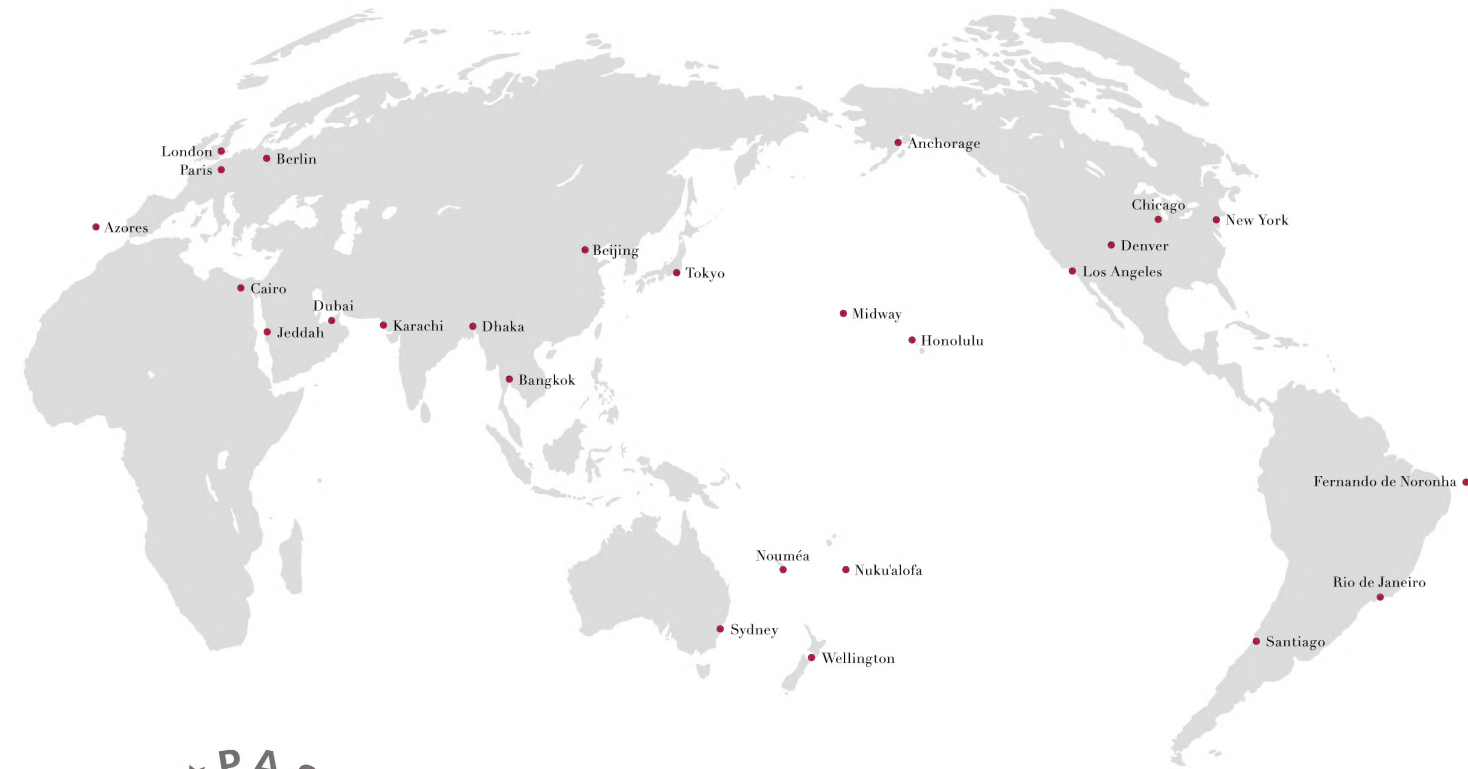 London
Berlin
Paris
Azores
Cairo
Dubai
Jeddah
Karachi
Dhaka
Bangkok
Beijing
Tokyo
Anchorage
Chicago
New York
Denver
Los Angeles
Midway
Honolulu
Fernando de Noronha
Nouméa
Nuku'alofa
Rio de Janeiro
Sydney
Santiago
Wellington
PA